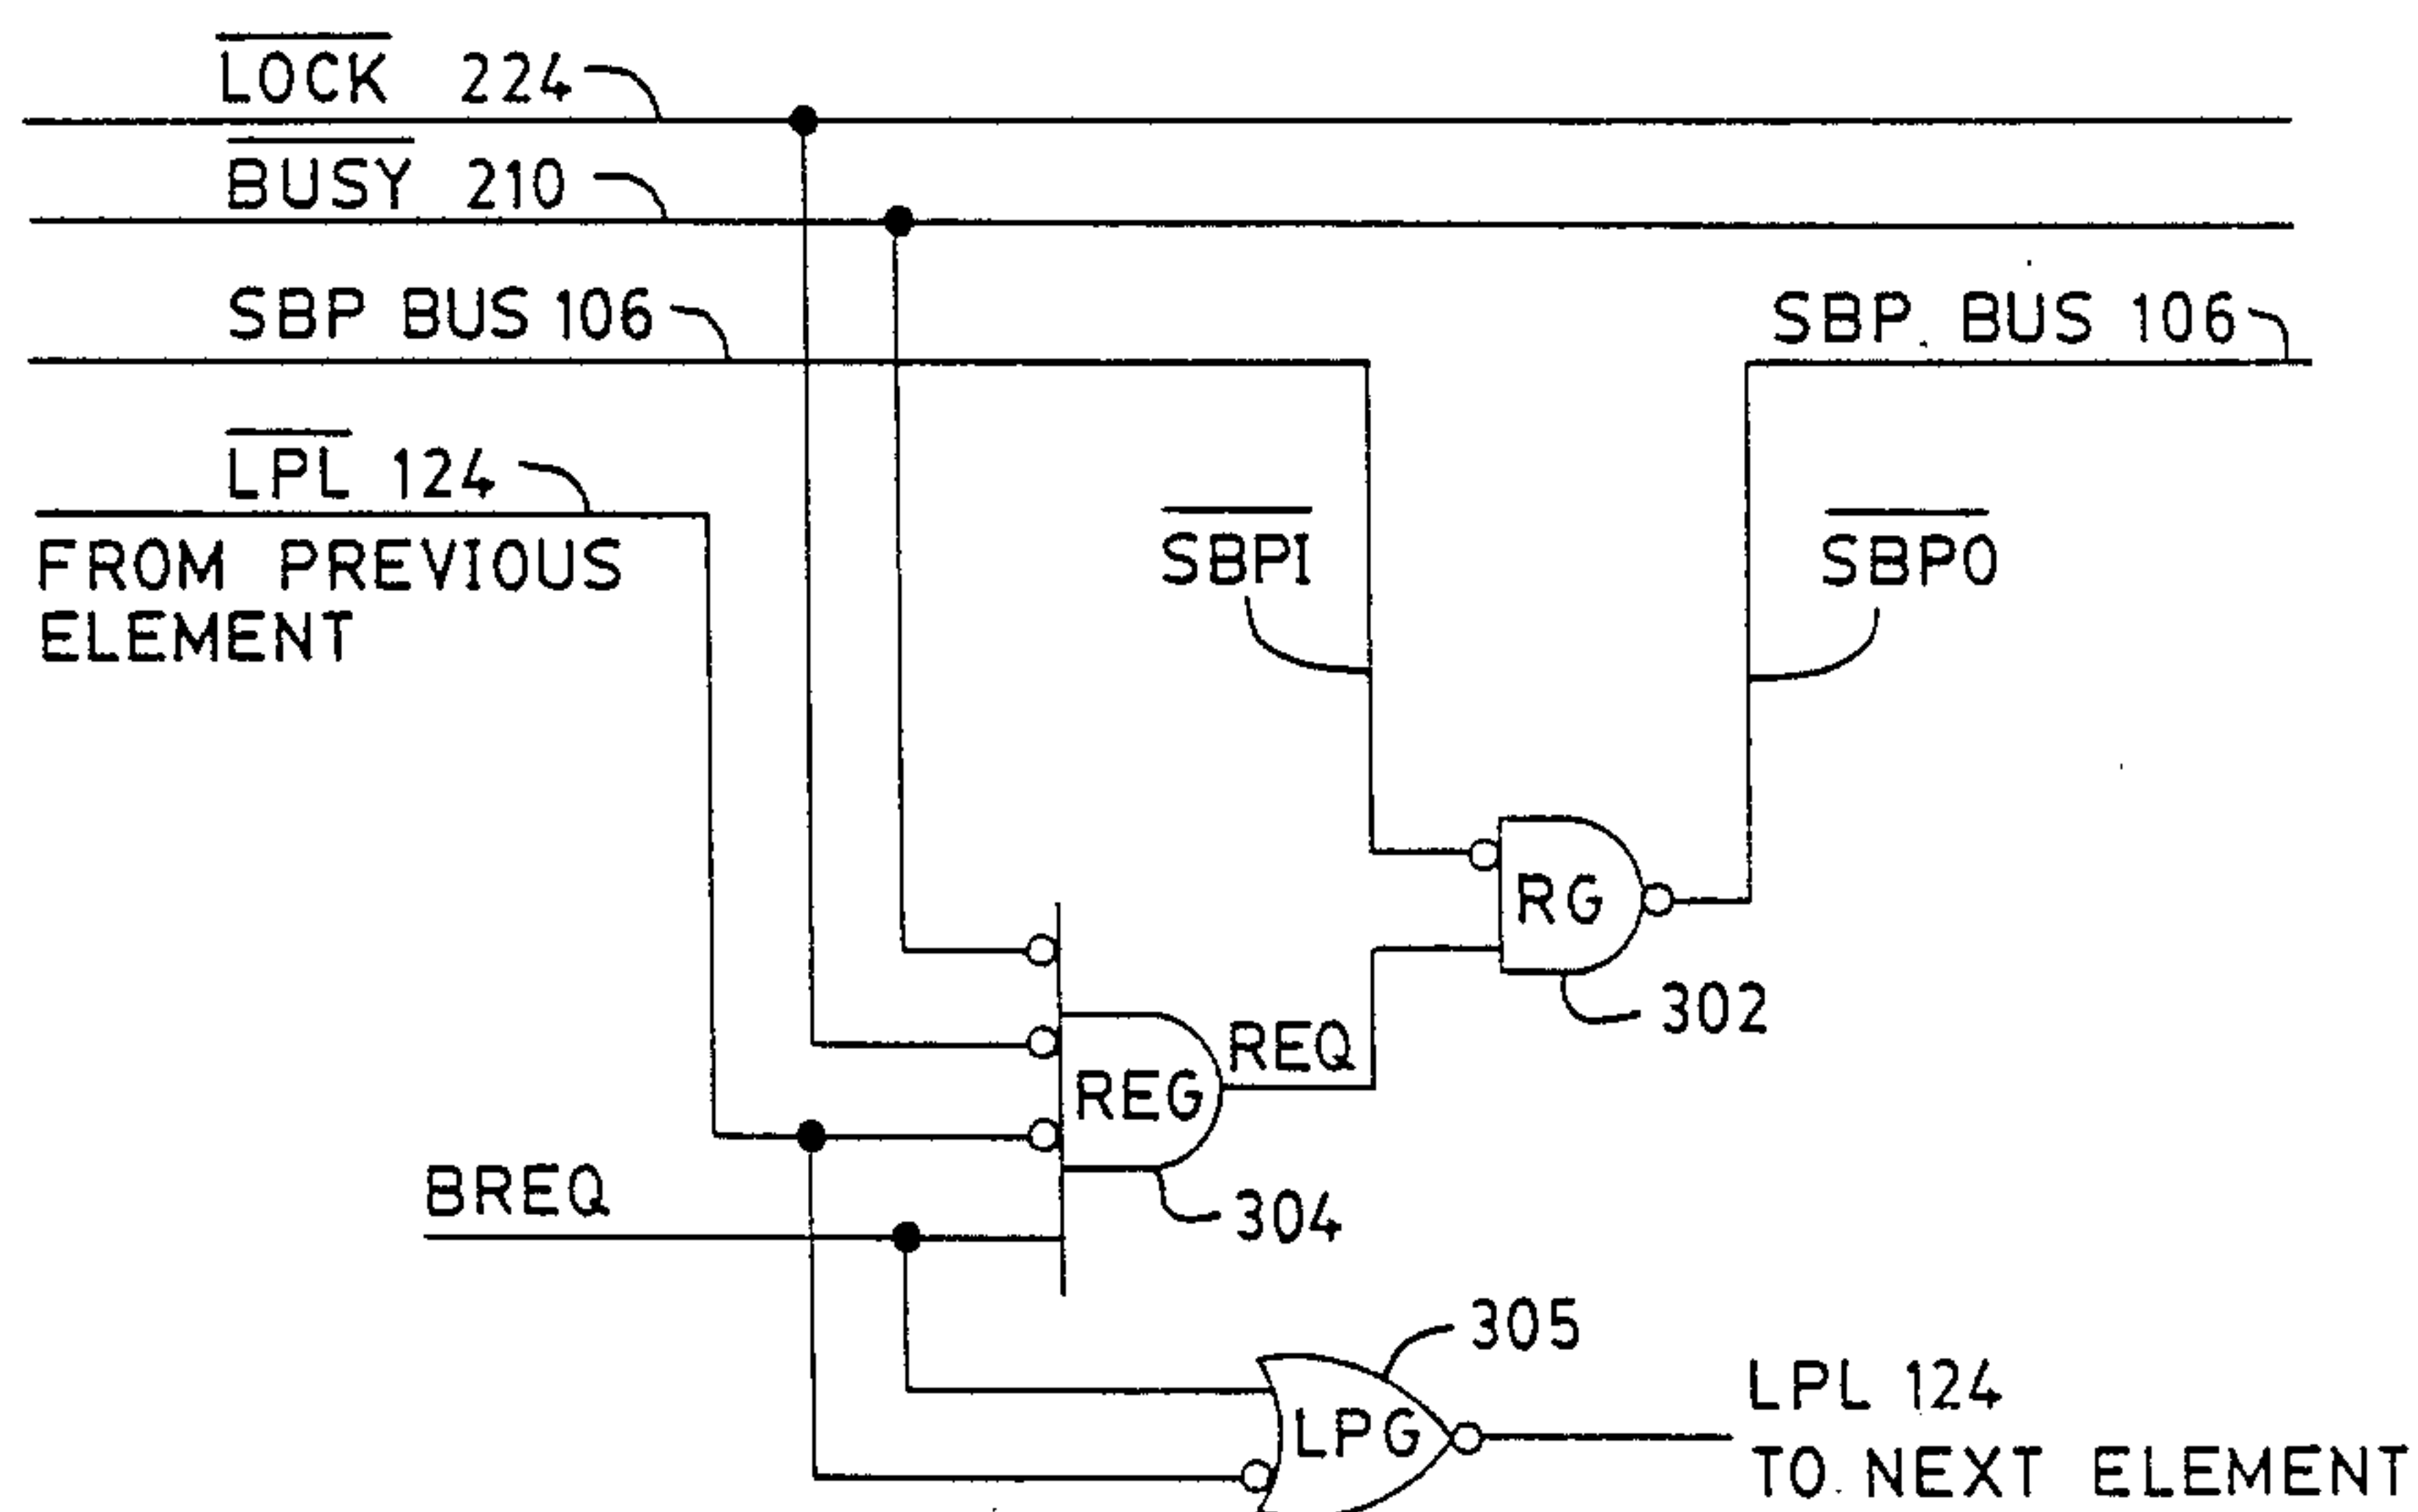 LOCK 224
BUSY 210
SBP BUS 106
SBP BUS 106
LPL 124
FROM PREVIOUS
ELEMENT
SBPI
SBPO
RG
302
REQ
REG
BREQ
304
305
LPG
LPL 124
TO NEXT ELEMENT